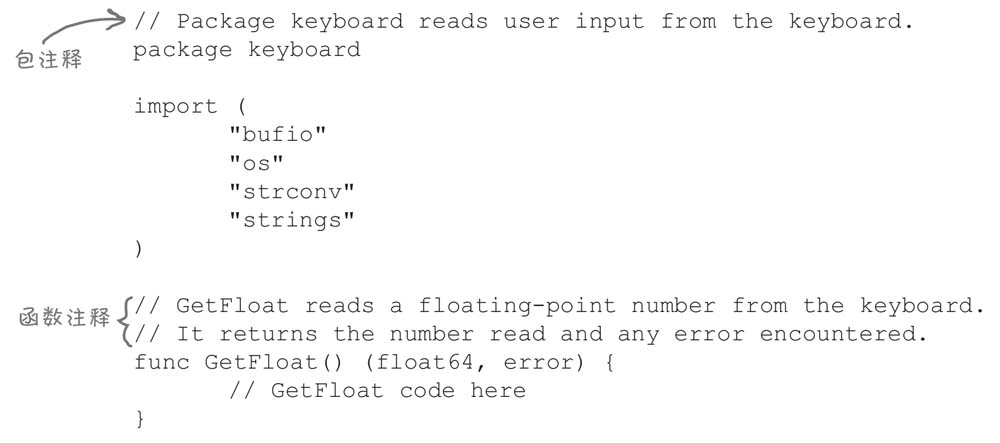 // Package keyboard reads user input from the keyboard.
包注释
package keyboard
import (
"bufio"
"os"
"strconv"
"strings"
)
函数注释
// GetFloat reads a floating-point number from the keyboard.
// It returns the number read and any error encountered.
func GetFloat() (float64, error) {
// GetFloat code here
}